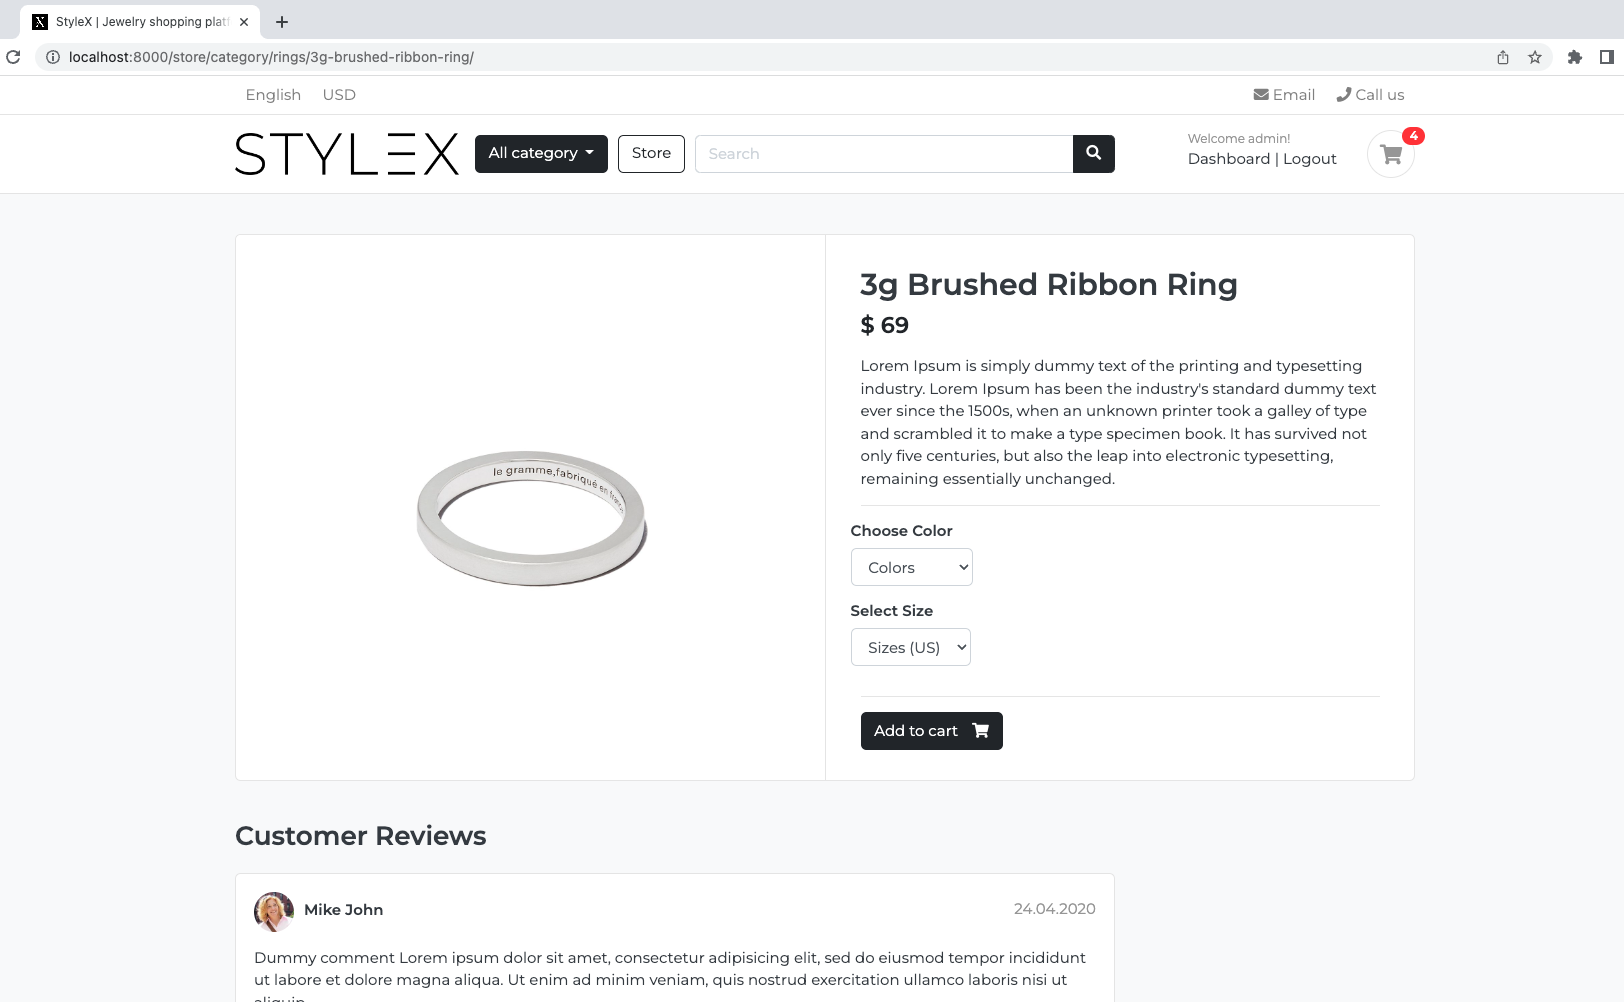 StyleX | Jewelry shopping platf
localhost:8000/store/category/rings/3g-brushed-ribbon-ring/
English USD Email Call us
STYLEX All category Store Search Welcome admin! 4
Dashboard | Logout
3g Brushed Ribbon Ring
$ 69
Lorem Ipsum is simply dummy text of the printing and typesetting
industry. Lorem Ipsum has been the industry's standard dummy text
ever since the 1500s, when an unknown printer took a galley of type
and scrambled it to make a type specimen book. It has survived not
only five centuries, but also the leap into electronic typesetting,
remaining essentially unchanged.
le gramme,fabriqué en
Choose Color
Colors
Select Size
Sizes (US)
Add to cart
Customer Reviews
Mike John 24.04.2020
Dummy comment Lorem ipsum dolor sit amet, consectetur adipisicing elit, sed do eiusmod tempor incididunt
ut labore et dolore magna aliqua. Ut enim ad minim veniam, quis nostrud exercitation ullamco laboris nisi ut